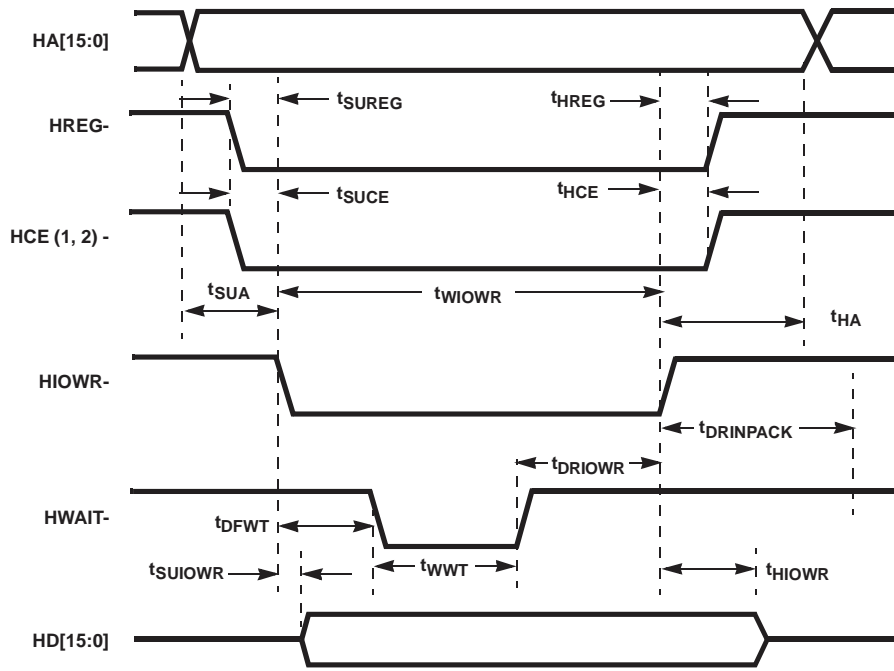 HA[15:0]
tSUREG
tHREG
HREG-
tSUCE
tHCE
HCE (1, 2) -
tSUA
tWIOWR
tHA
HIOWR-
tDRINPACK
tDRIOWR
HWAIT-
tDFWT
tSUIOWR
tWWT
tHIOWR
HD[15:0]